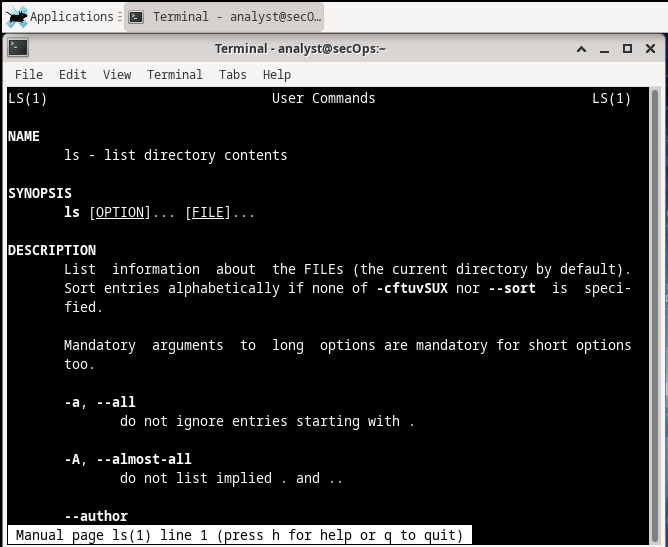 Applications
Terminal - analyst@secO...
Terminal - analyst@secOps:~
File Edit View Terminal Tabs Help
LS(1) User Commands LS(1)
NAME
ls - list directory contents
SYNOPSIS
ls [OPTION]... [FILE]...
DESCRIPTION
List information about the FILEs (the current directory by default).
Sort entries alphabetically if none of -cftuvSUX nor --sort is speci-
fied.
Mandatory arguments to long options are mandatory for short options
too.
-a, --all
do not ignore entries starting with .
-A, --almost-all
do not list implied . and ..
--author
Manual page ls(1) line 1 (press h for help or q to quit)